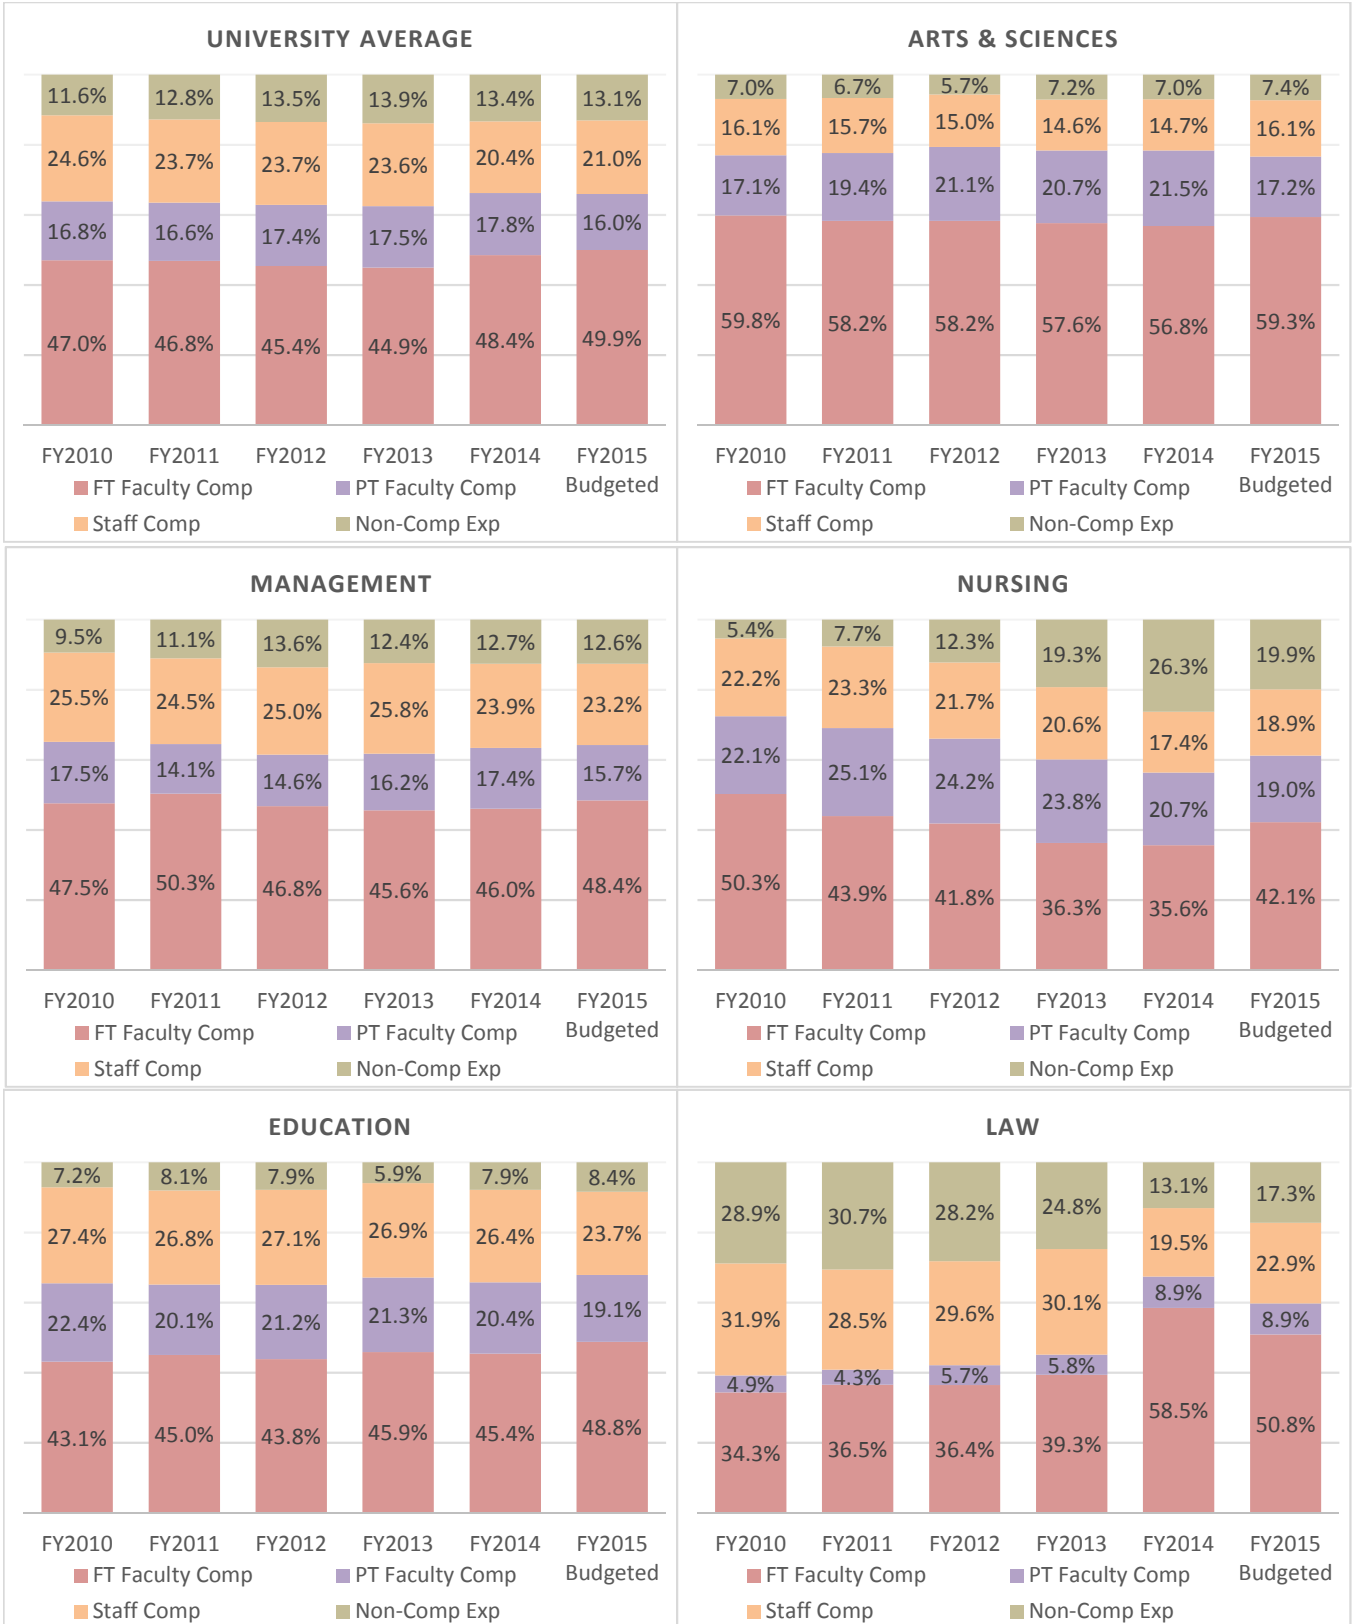 UNIVERSITY AVERAGE
11.6% 12.8% 13.5% 13.9% 13.4% 13.1%
24.6% 23.7% 23.7% 23.6% 20.4% 21.0%
16.8% 16.6% 17.4% 17.5% 17.8% 16.0%
47.0% 46.8% 45.4% 44.9% 48.4% 49.9%
FY2010 FY2011 FY2012 FY2013 FY2014 FY2015
Budgeted
FT Faculty Comp PT Faculty Comp
Staff Comp Non-Comp Exp
ARTS & SCIENCES
7.0% 6.7% 5.7% 7.2% 7.0% 7.4%
16.1% 15.7% 15.0% 14.6% 14.7% 16.1%
17.1% 19.4% 21.1% 20.7% 21.5% 17.2%
59.8% 58.2% 58.2% 57.6% 56.8% 59.3%
FY2010 FY2011 FY2012 FY2013 FY2014 FY2015
Budgeted
FT Faculty Comp PT Faculty Comp
Staff Comp Non-Comp Exp
MANAGEMENT
9.5% 11.1% 13.6% 12.4% 12.7% 12.6%
25.5% 24.5% 25.0% 25.8% 23.9% 23.2%
17.5% 14.1% 14.6% 16.2% 17.4% 15.7%
47.5% 50.3% 46.8% 45.6% 46.0% 48.4%
FY2010 FY2011 FY2012 FY2013 FY2014 FY2015
Budgeted
FT Faculty Comp PT Faculty Comp
Staff Comp Non-Comp Exp
NURSING
5.4% 7.7% 12.3% 19.3% 26.3% 19.9%
22.2% 23.3% 21.7% 20.6% 17.4% 18.9%
22.1% 25.1% 24.2% 23.8% 20.7% 19.0%
50.3% 43.9% 41.8% 36.3% 35.6% 42.1%
FY2010 FY2011 FY2012 FY2013 FY2014 FY2015
Budgeted
FT Faculty Comp PT Faculty Comp
Staff Comp Non-Comp Exp
EDUCATION
7.2% 8.1% 7.9% 5.9% 7.9% 8.4%
27.4% 26.8% 27.1% 26.9% 26.4% 23.7%
22.4% 20.1% 21.2% 21.3% 20.4% 19.1%
43.1% 45.0% 43.8% 45.9% 45.4% 48.8%
FY2010 FY2011 FY2012 FY2013 FY2014 FY2015
Budgeted
FT Faculty Comp PT Faculty Comp
Staff Comp Non-Comp Exp
LAW
28.9% 30.7% 28.2% 24.8% 13.1% 17.3%
31.9% 28.5% 29.6% 30.1% 19.5% 22.9%
4.9% 4.3% 5.7% 5.8% 8.9% 8.9%
34.3% 36.5% 36.4% 39.3% 58.5% 50.8%
FY2010 FY2011 FY2012 FY2013 FY2014 FY2015
Budgeted
FT Faculty Comp PT Faculty Comp
Staff Comp Non-Comp Exp